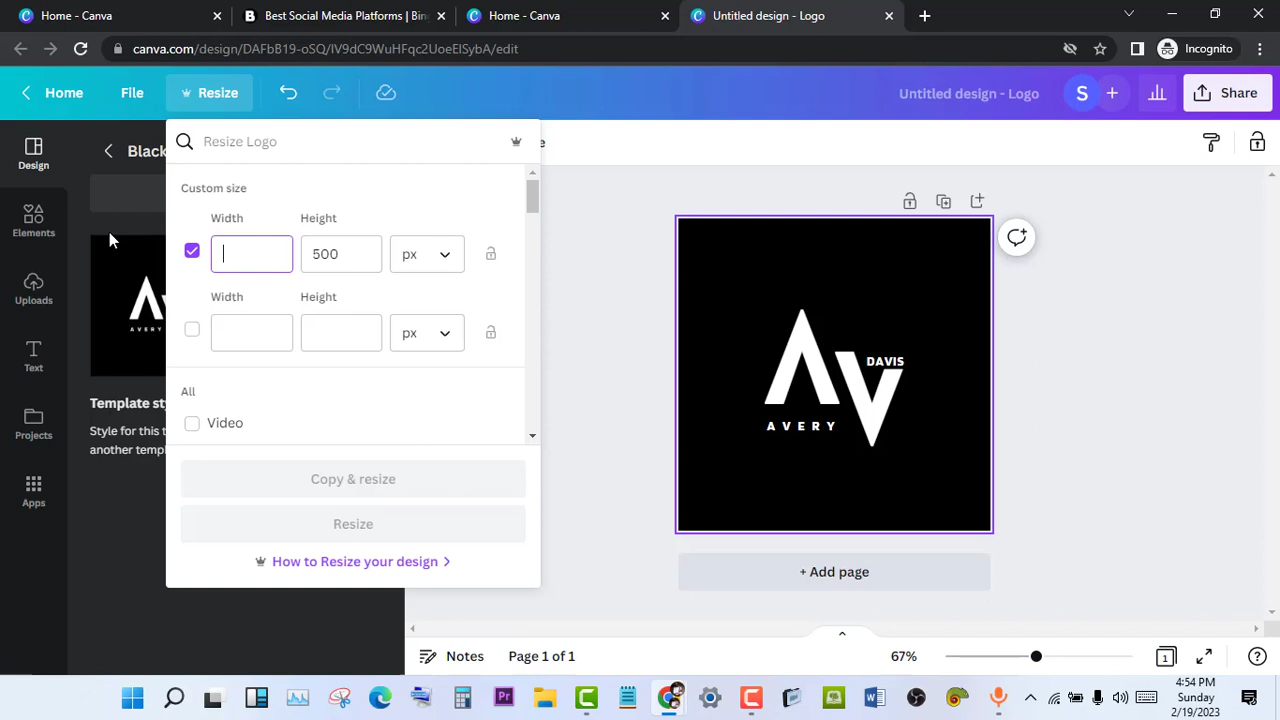 Home - Canva
Best Social Media Platforms | Bin
Home - Canva
Untitled design - Logo
canva.com/design/DAFbB19-oSQ/IV9dC9WuHFqc2UoeElSybA/edit
Incognito
Home
File
Resize
Untitled design - Logo
S
Share
Resize Logo
Design
Black
Custom size
Width
Height
500
px
Elements
Width
Height
px
Uploads
Text
All
Video
Template sty
Style for this t
another templ
Projects
Apps
Copy & resize
Resize
How to Resize your design
DAVIS
AVERY
AVERY
+ Add page
Notes
Page 1 of 1
67%
1
4:54 PM
Sunday
2/19/2023